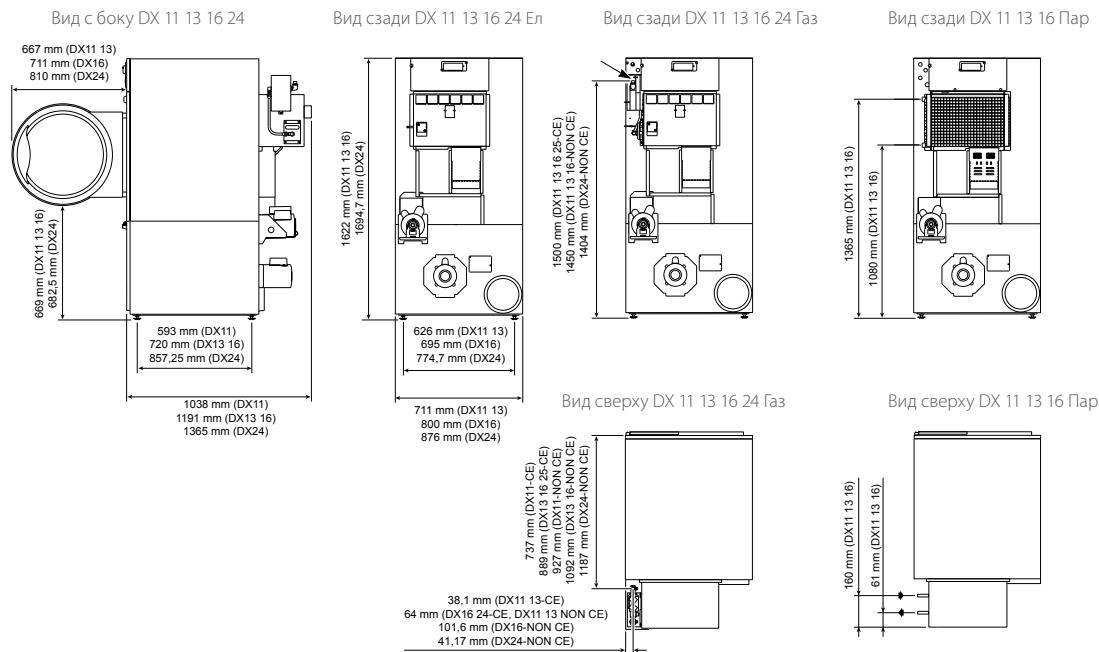 Вид с боку DX 11 13 16 24
667 mm (DX11 13)
711 mm (DX16)
810 mm (DX24)
669 mm (DX11 13 16)
682,5 mm (DX24)
593 mm (DX11)
720 mm (DX13 16)
857,25 mm (DX24)
1038 mm (DX11)
1191 mm (DX13 16)
1365 mm (DX24)
Вид сзади DX 11 13 16 24 Ел
1622 mm (DX11 13 16)
1694,7 mm (DX24)
626 mm (DX11 13)
695 mm (DX16)
774,7 mm (DX24)
711 mm (DX11 13)
800 mm (DX16)
876 mm (DX24)
Вид сзади DX 11 13 16 24 Газ
1500 mm (DX11 13 16 25-CE)
1450 mm (DX11 13 16-NON CE)
1404 mm (DX24-NON CE)
Вид сзади DX 11 13 16 Пар
1365 mm (DX11 13 16)
1080 mm (DX11 13 16)
Вид сверху DX 11 13 16 24 Газ
737 mm (DX11-CE)
889 mm (DX13 16 25-CE)
927 mm (DX11-NON CE)
1092 mm (DX13 16-NON CE)
1187 mm (DX24-NON CE)
38,1 mm (DX11 13-CE)
64 mm (DX16 24-CE, DX11 13 NON CE)
101,6 mm (DX16-NON CE)
41,17 mm (DX24-NON CE)
Вид сверху DX 11 13 16 Пар
160 mm (DX11 13 16)
61 mm (DX11 13 16)